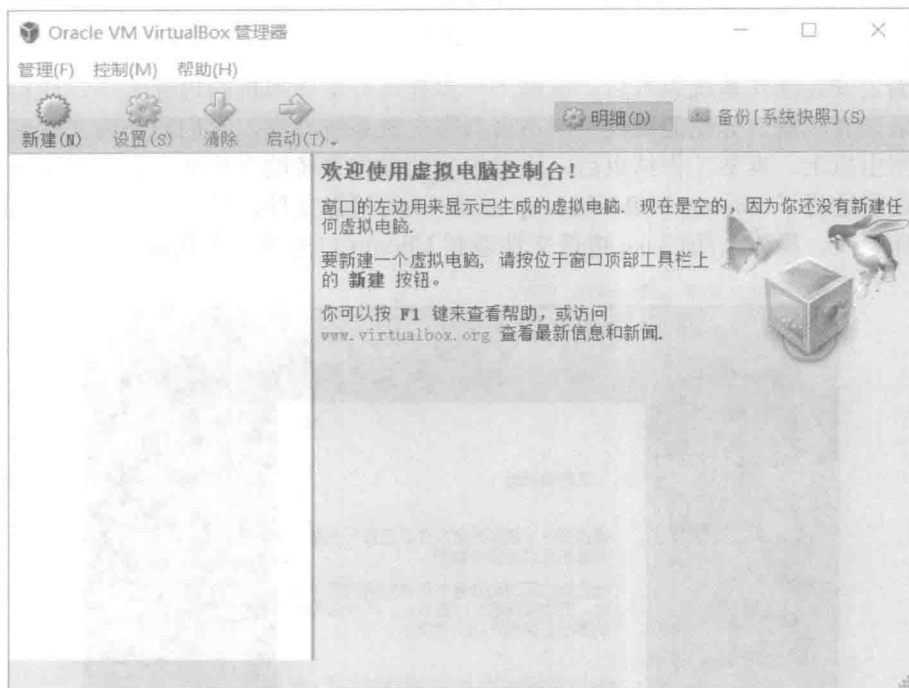 Oracle VM VirtualBox 管理器
管理(F) 控制(M) 帮助(H)
新建(N) 设置(S) 清除 启动(T) 明细(D) 备份[系统快照](S)
欢迎使用虚拟电脑控制台!
窗口的左边用来显示已生成的虚拟电脑. 现在是空的, 因为你还没有新建任
何虚拟电脑.
要新建一个虚拟电脑, 请按位于窗口顶部工具栏上
的 新建 按钮。
你可以按 F1 键来查看帮助, 或访问
www.virtualbox.org 查看最新信息和新闻.